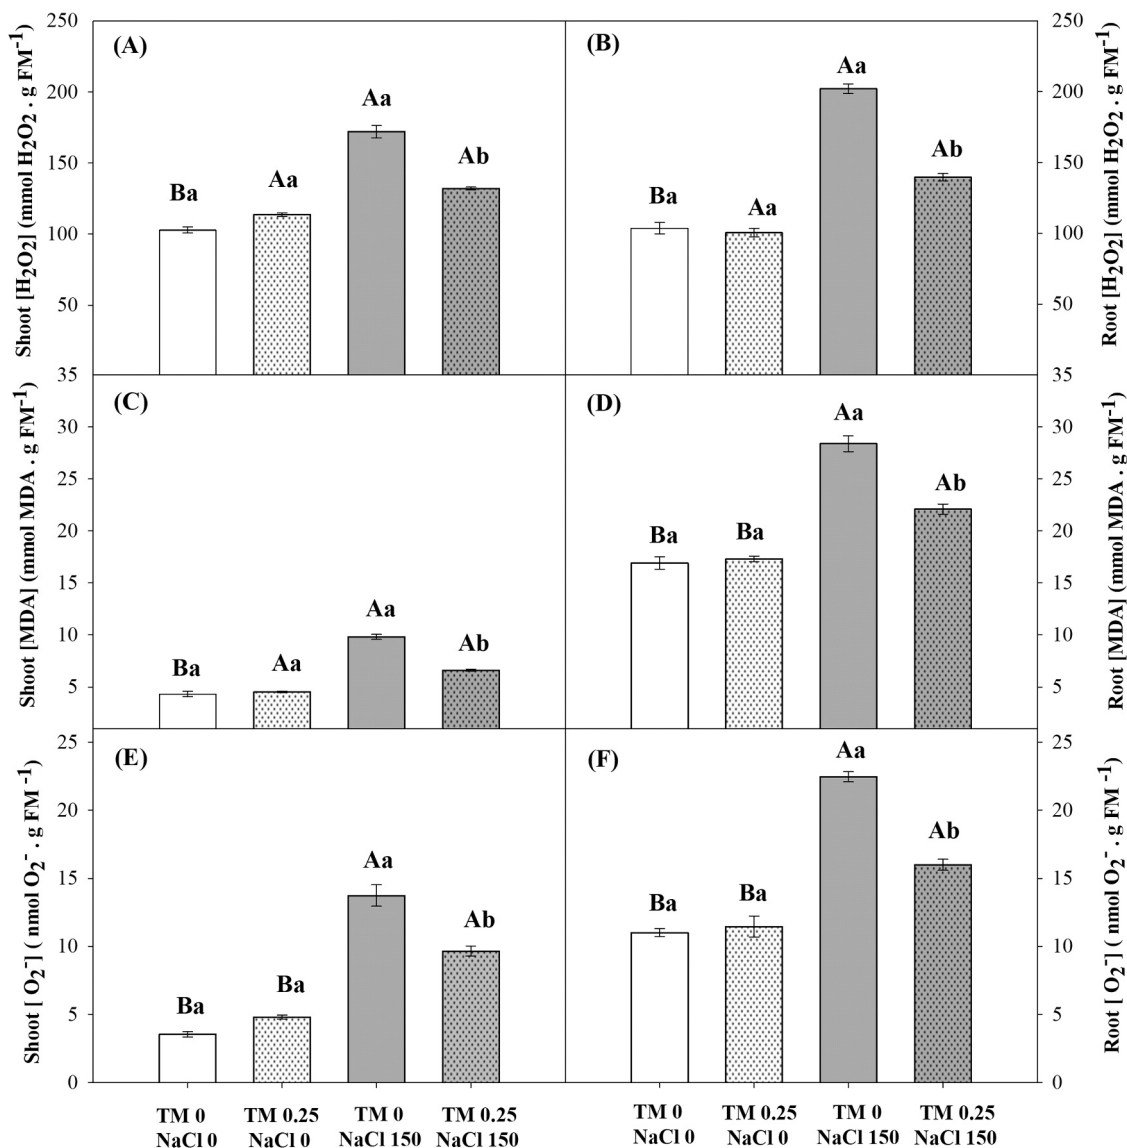 250
200
150
100
50
35
30
25
20
15
10
5
25
20
15
10
5
0
Shoot [H₂O₂] (mmol H₂O₂ . g FM⁻¹)
Shoot [MDA] (mmol MDA . g FM⁻¹)
Shoot [ O₂⁻] ( nmol O₂⁻ . g FM ⁻¹)
(A)
Ba
Aa
Aa
Ab
(B)
Ba
Aa
Aa
Ab
(C)
Ba
Aa
Aa
Ab
(D)
Ba
Ba
Aa
Ab
(E)
Ba
Ba
Aa
Ab
(F)
Ba
Ba
Aa
Ab
250
200
150
100
50
35
30
25
20
15
10
5
25
20
15
10
5
0
Root [H₂O₂] (mmol H₂O₂ . g FM⁻¹)
Root [MDA] (mmol MDA . g FM⁻¹)
Root [ O₂⁻] ( nmol O₂⁻ . g FM ⁻¹)
TM 0 TM 0.25 TM 0 TM 0.25 TM 0 TM 0.25 TM 0 TM 0.25
NaCl 0 NaCl 0 NaCl 150 NaCl 150 NaCl 0 NaCl 0 NaCl 150 NaCl 150